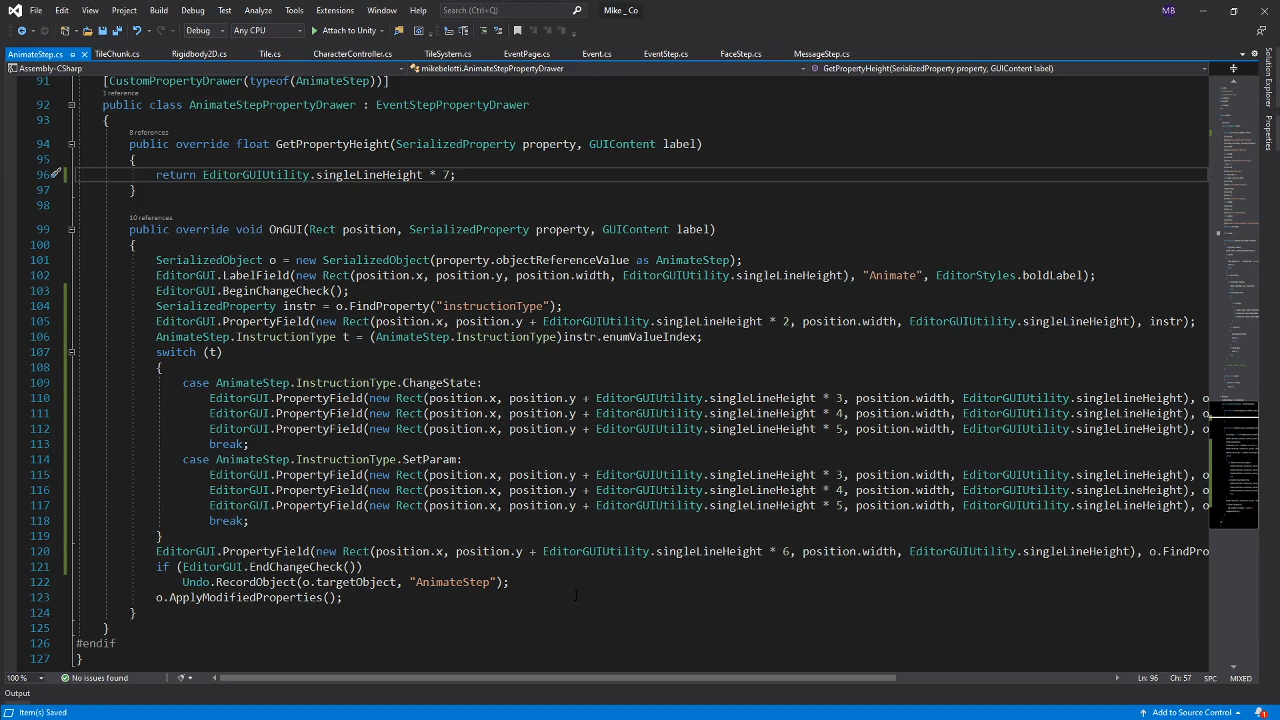 File Edit View Project Build Debug Test Analyze Tools Extensions Window Help Search (Ctrl+Q) Mike _ Co MB
Debug Any CPU Attach to Unity
AnimateStep.cs TileChunk.cs Rigidbody2D.cs Tile.cs CharacterController.cs TileSystem.cs EventPage.cs Event.cs EventStep.cs FaceStep.cs MessageStep.cs
Assembly-CSharp mikebelotti.AnimateStepPropertyDrawer GetPropertyHeight(SerializedProperty property, GUIContent label)
Solution Explorer
Properties
91 [CustomPropertyDrawer(typeof(AnimateStep))]
1 reference
92 public class AnimateStepPropertyDrawer : EventStepPropertyDrawer
93 {
8 references
94 public override float GetPropertyHeight(SerializedProperty property, GUIContent label)
95 {
96 return EditorGUIUtility.singleLineHeight * 7;
97 }
98
10 references
99 public override void OnGUI(Rect position, SerializedProperty property, GUIContent label)
100 {
101 SerializedObject o = new SerializedObject(property.objectReferenceValue as AnimateStep);
102 EditorGUI.LabelField(new Rect(position.x, position.y, position.width, EditorGUIUtility.singleLineHeight), "Animate", EditorStyles.boldLabel);
103 EditorGUI.BeginChangeCheck();
104 SerializedProperty instr = o.FindProperty("instructionType");
105 EditorGUI.PropertyField(new Rect(position.x, position.y + EditorGUIUtility.singleLineHeight * 2, position.width, EditorGUIUtility.singleLineHeight), instr);
106 AnimateStep.InstructionType t = (AnimateStep.InstructionType)instr.enumValueIndex;
107 switch (t)
108 {
109 case AnimateStep.InstructionType.ChangeState:
110 EditorGUI.PropertyField(new Rect(position.x, position.y + EditorGUIUtility.singleLineHeight * 3, position.width, EditorGUIUtility.singleLineHeight), o
111 EditorGUI.PropertyField(new Rect(position.x, position.y + EditorGUIUtility.singleLineHeight * 4, position.width, EditorGUIUtility.singleLineHeight), o
112 EditorGUI.PropertyField(new Rect(position.x, position.y + EditorGUIUtility.singleLineHeight * 5, position.width, EditorGUIUtility.singleLineHeight), o
113 break;
114 case AnimateStep.InstructionType.SetParam:
115 EditorGUI.PropertyField(new Rect(position.x, position.y + EditorGUIUtility.singleLineHeight * 3, position.width, EditorGUIUtility.singleLineHeight), o
116 EditorGUI.PropertyField(new Rect(position.x, position.y + EditorGUIUtility.singleLineHeight * 4, position.width, EditorGUIUtility.singleLineHeight), o
117 EditorGUI.PropertyField(new Rect(position.x, position.y + EditorGUIUtility.singleLineHeight * 5, position.width, EditorGUIUtility.singleLineHeight), o
118 break;
119 }
120 EditorGUI.PropertyField(new Rect(position.x, position.y + EditorGUIUtility.singleLineHeight * 6, position.width, EditorGUIUtility.singleLineHeight), o.FindPro
121 if (EditorGUI.EndChangeCheck())
122 Undo.RecordObject(o.targetObject, "AnimateStep");
123 o.ApplyModifiedProperties();
124 }
125 }
126 #endif
127 }
100 % No issues found Ln: 96 Ch: 57 SPC MIXED
Output
Item(s) Saved Add to Source Control 1